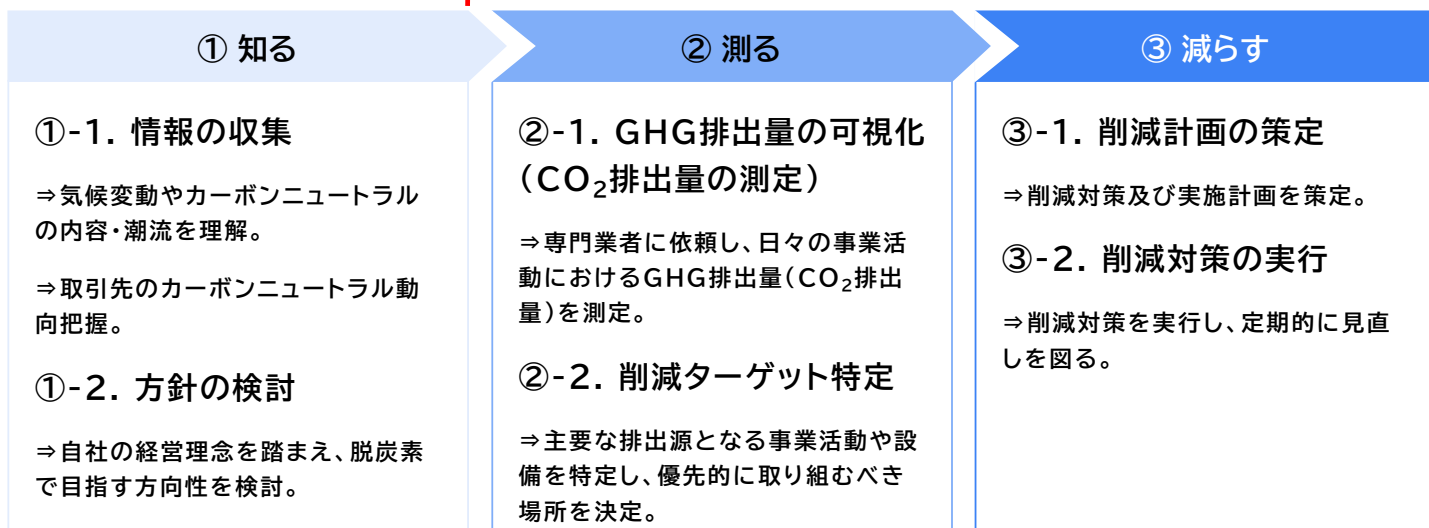 ① 知る
①-1. 情報の収集
⇒気候変動やカーボンニュートラル
の内容・潮流を理解。
⇒取引先のカーボンニュートラル動
向把握。
①-2. 方針の検討
⇒自社の経営理念を踏まえ、脱炭素
で目指す方向性を検討。
② 測る
②-1. GHG排出量の可視化
（CO₂排出量の測定）
⇒専門業者に依頼し、日々の事業活
動におけるGHG排出量（CO₂排出
量）を測定。
②-2. 削減ターゲット特定
⇒主要な排出源となる事業活動や設
備を特定し、優先的に取り組むべき
場所を決定。
③ 減らす
③-1. 削減計画の策定
⇒削減対策及び実施計画を策定。
③-2. 削減対策の実行
⇒削減対策を実行し、定期的に見直
しを図る。